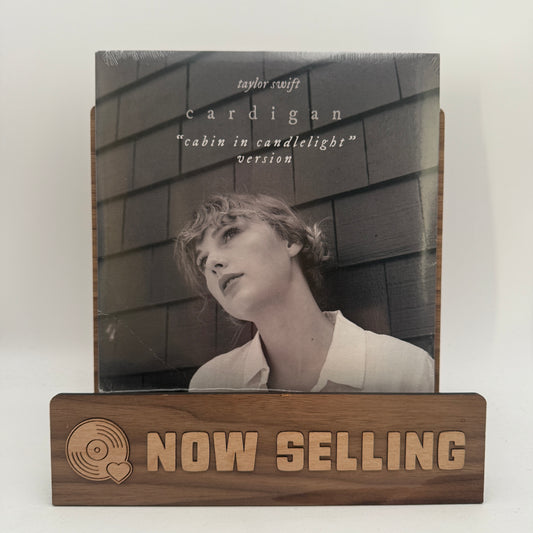 taylor swift
cardigan
“cabin in candlelight”
version
NOW SELLING